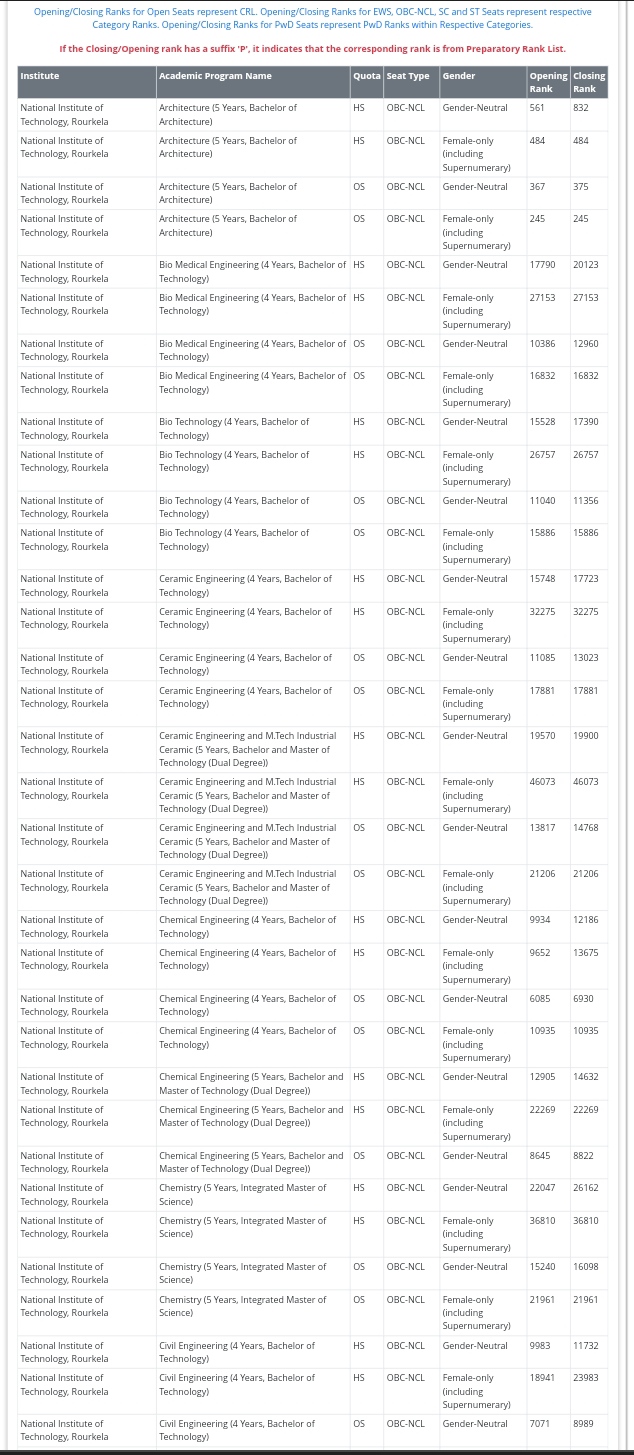 Opening/Closing Ranks for Open Seats represent CRL. Opening/Closing Ranks for EWS, OBC-NCL, SC and ST Seats represent respective
Category Ranks. Opening/Closing Ranks for PwD Seats represent PwD Ranks within Respective Categories.
If the Closing/Opening rank has a suffix 'P', it indicates that the corresponding rank is from Preparatory Rank List.
Institute Academic Program Name Quota Seat Type Gender Opening Closing
Rank Rank
National Institute of Architecture (5 Years, Bachelor of HS OBC-NCL Gender-Neutral 561 832
Technology, Rourkela Architecture)
National Institute of Architecture (5 Years, Bachelor of HS OBC-NCL Female-only 484 484
Technology, Rourkela Architecture) (including
Supernumerary)
National Institute of Architecture (5 Years, Bachelor of OS OBC-NCL Gender-Neutral 367 375
Technology, Rourkela Architecture)
National Institute of Architecture (5 Years, Bachelor of OS OBC-NCL Female-only 245 245
Technology, Rourkela Architecture) (including
Supernumerary)
National Institute of Bio Medical Engineering (4 Years, Bachelor of HS OBC-NCL Gender-Neutral 17790 20123
Technology, Rourkela Technology)
National Institute of Bio Medical Engineering (4 Years, Bachelor of HS OBC-NCL Female-only 27153 27153
Technology, Rourkela Technology) (including
Supernumerary)
National Institute of Bio Medical Engineering (4 Years, Bachelor of OS OBC-NCL Gender-Neutral 10386 12960
Technology, Rourkela Technology)
National Institute of Bio Medical Engineering (4 Years, Bachelor of OS OBC-NCL Female-only 16832 16832
Technology, Rourkela Technology) (including
Supernumerary)
National Institute of Bio Technology (4 Years, Bachelor of HS OBC-NCL Gender-Neutral 15528 17390
Technology, Rourkela Technology)
National Institute of Bio Technology (4 Years, Bachelor of HS OBC-NCL Female-only 26757 26757
Technology, Rourkela Technology) (including
Supernumerary)
National Institute of Bio Technology (4 Years, Bachelor of OS OBC-NCL Gender-Neutral 11040 11356
Technology, Rourkela Technology)
National Institute of Bio Technology (4 Years, Bachelor of OS OBC-NCL Female-only 15886 15886
Technology, Rourkela Technology) (including
Supernumerary)
National Institute of Ceramic Engineering (4 Years, Bachelor of HS OBC-NCL Gender-Neutral 15748 17723
Technology, Rourkela Technology)
National Institute of Ceramic Engineering (4 Years, Bachelor of HS OBC-NCL Female-only 32275 32275
Technology, Rourkela Technology) (including
Supernumerary)
National Institute of Ceramic Engineering (4 Years, Bachelor of OS OBC-NCL Gender-Neutral 11085 13023
Technology, Rourkela Technology)
National Institute of Ceramic Engineering (4 Years, Bachelor of OS OBC-NCL Female-only 17881 17881
Technology, Rourkela Technology) (including
Supernumerary)
National Institute of Ceramic Engineering and M.Tech Industrial HS OBC-NCL Gender-Neutral 19570 19900
Technology, Rourkela Ceramic (5 Years, Bachelor and Master of
Technology (Dual Degree))
National Institute of Ceramic Engineering and M.Tech Industrial HS OBC-NCL Female-only 46073 46073
Technology, Rourkela Ceramic (5 Years, Bachelor and Master of (including
Technology (Dual Degree)) Supernumerary)
National Institute of Ceramic Engineering and M.Tech Industrial OS OBC-NCL Gender-Neutral 13817 14768
Technology, Rourkela Ceramic (5 Years, Bachelor and Master of
Technology (Dual Degree))
National Institute of Ceramic Engineering and M.Tech Industrial OS OBC-NCL Female-only 21206 21206
Technology, Rourkela Ceramic (5 Years, Bachelor and Master of (including
Technology (Dual Degree)) Supernumerary)
National Institute of Chemical Engineering (4 Years, Bachelor of HS OBC-NCL Gender-Neutral 9934 12186
Technology, Rourkela Technology)
National Institute of Chemical Engineering (4 Years, Bachelor of HS OBC-NCL Female-only 9652 13675
Technology, Rourkela Technology) (including
Supernumerary)
National Institute of Chemical Engineering (4 Years, Bachelor of OS OBC-NCL Gender-Neutral 6085 6930
Technology, Rourkela Technology)
National Institute of Chemical Engineering (4 Years, Bachelor of OS OBC-NCL Female-only 10935 10935
Technology, Rourkela Technology) (including
Supernumerary)
National Institute of Chemical Engineering (5 Years, Bachelor and HS OBC-NCL Gender-Neutral 12905 14632
Technology, Rourkela Master of Technology (Dual Degree))
National Institute of Chemical Engineering (5 Years, Bachelor and HS OBC-NCL Female-only 22269 22269
Technology, Rourkela Master of Technology (Dual Degree)) (including
Supernumerary)
National Institute of Chemical Engineering (5 Years, Bachelor and OS OBC-NCL Gender-Neutral 8645 8822
Technology, Rourkela Master of Technology (Dual Degree))
National Institute of Chemistry (5 Years, Integrated Master of HS OBC-NCL Gender-Neutral 22047 26162
Technology, Rourkela Science)
National Institute of Chemistry (5 Years, Integrated Master of HS OBC-NCL Female-only 36810 36810
Technology, Rourkela Science) (including
Supernumerary)
National Institute of Chemistry (5 Years, Integrated Master of OS OBC-NCL Gender-Neutral 15240 16098
Technology, Rourkela Science)
National Institute of Chemistry (5 Years, Integrated Master of OS OBC-NCL Female-only 21961 21961
Technology, Rourkela Science) (including
Supernumerary)
National Institute of Civil Engineering (4 Years, Bachelor of HS OBC-NCL Gender-Neutral 9983 11732
Technology, Rourkela Technology)
National Institute of Civil Engineering (4 Years, Bachelor of HS OBC-NCL Female-only 18941 23983
Technology, Rourkela Technology) (including
Supernumerary)
National Institute of Civil Engineering (4 Years, Bachelor of OS OBC-NCL Gender-Neutral 7071 8989
Technology, Rourkela Technology)